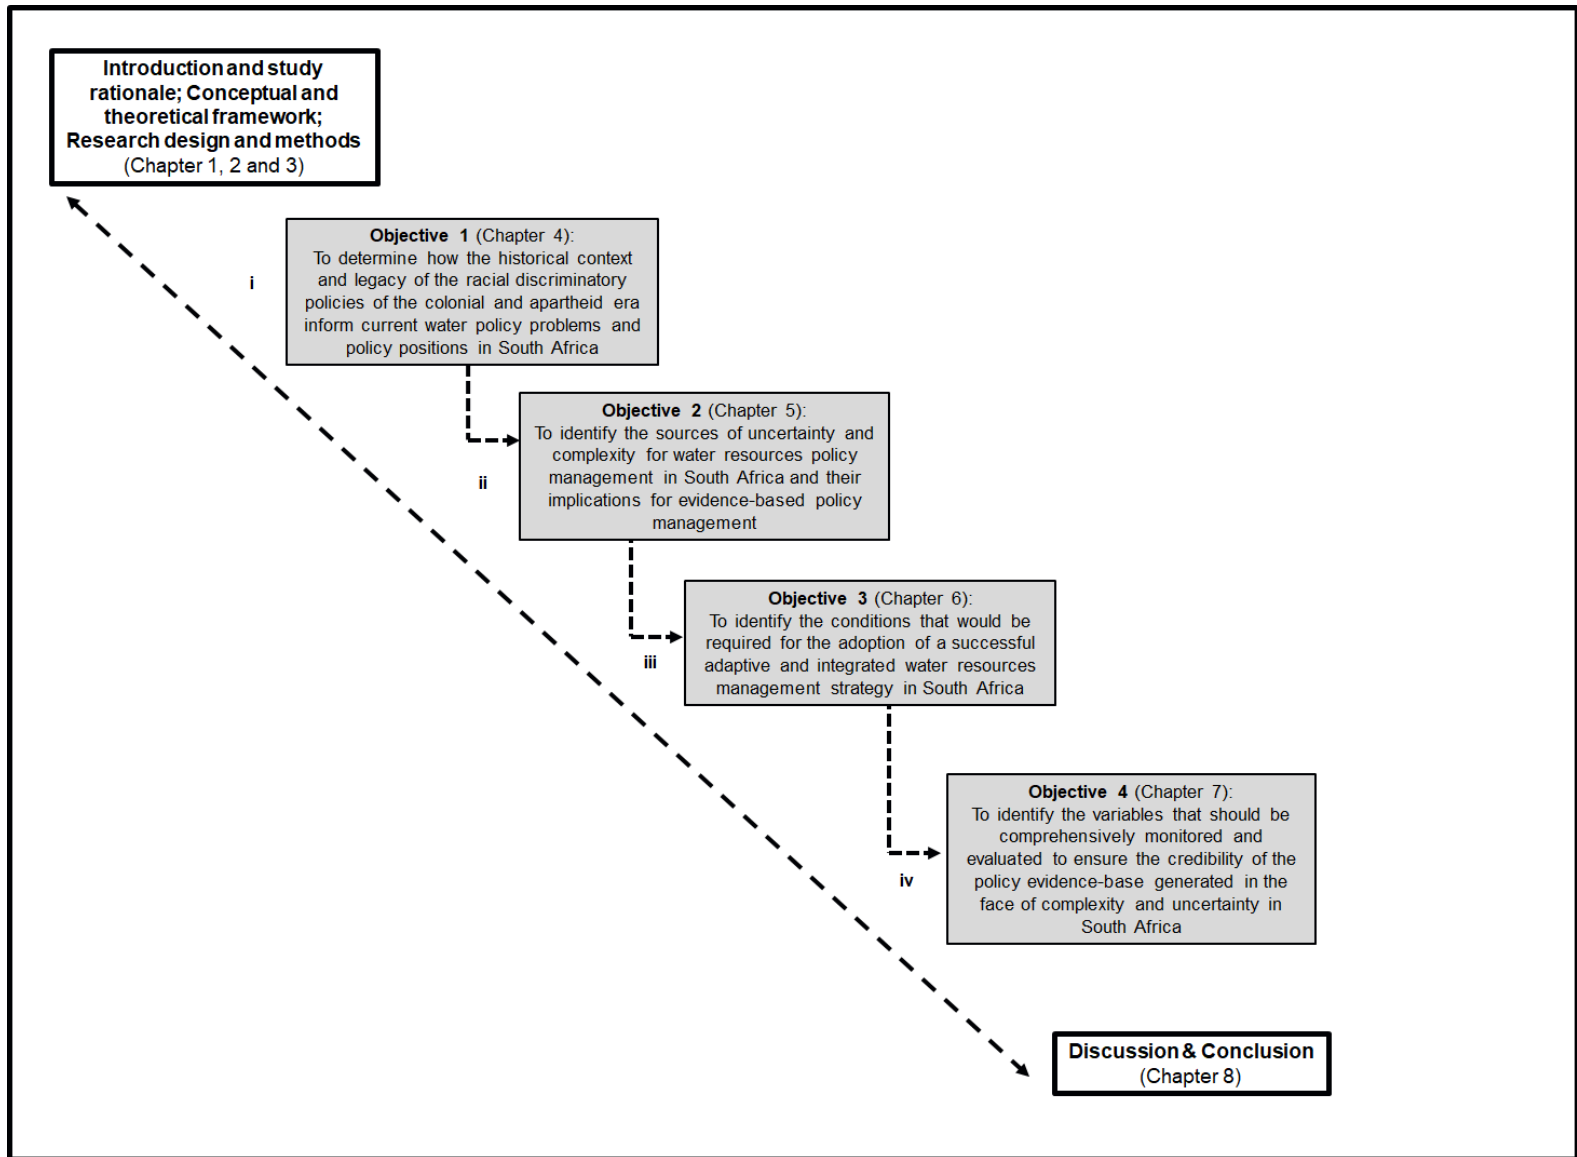 Introduction and study
rationale; Conceptual and
theoretical framework;
Research design and methods
(Chapter 1, 2 and 3)
i
Objective 1 (Chapter 4):
To determine how the historical context
and legacy of the racial discriminatory
policies of the colonial and apartheid era
inform current water policy problems and
policy positions in South Africa
ii
Objective 2 (Chapter 5):
To identify the sources of uncertainty and
complexity for water resources policy
management in South Africa and their
implications for evidence-based policy
management
iii
Objective 3 (Chapter 6):
To identify the conditions that would be
required for the adoption of a successful
adaptive and integrated water resources
management strategy in South Africa
iv
Objective 4 (Chapter 7):
To identify the variables that should be
comprehensively monitored and
evaluated to ensure the credibility of the
policy evidence-base generated in the
face of complexity and uncertainty in
South Africa
Discussion & Conclusion
(Chapter 8)